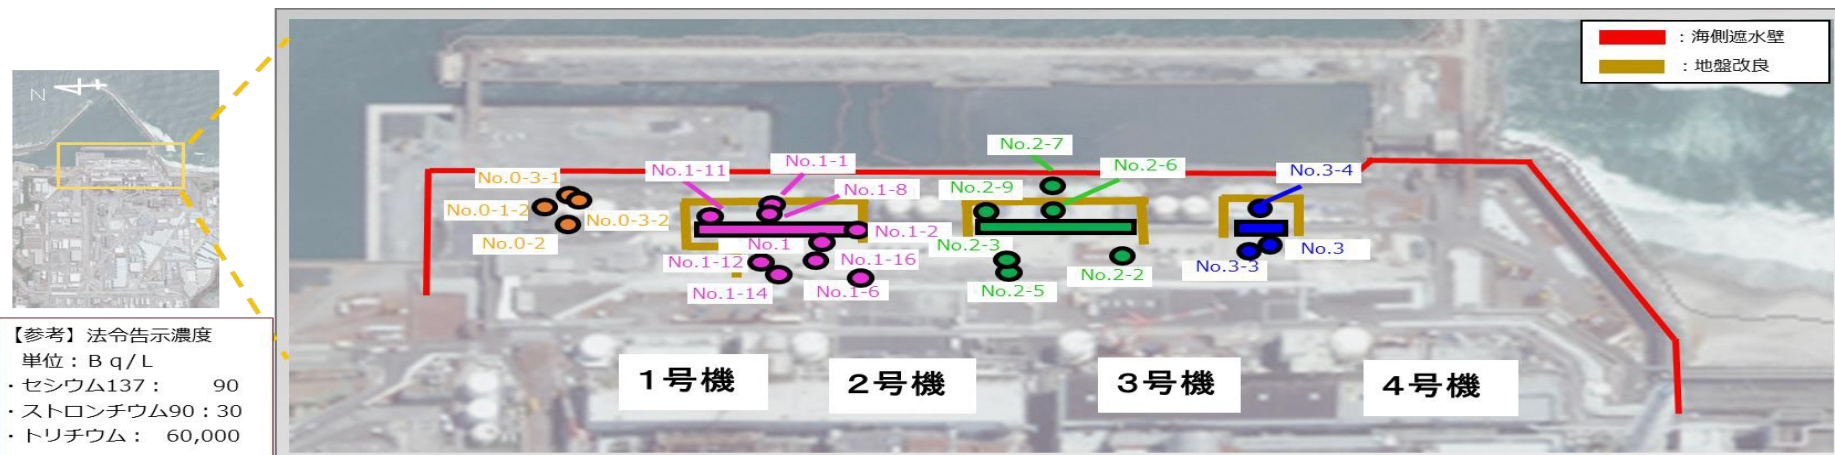 ：海側遮水壁
：地盤改良
N
No.2-7
No.1-1
No.2-6
No.1-11
No.3-4
No.0-3-1
No.1-8
No.2-9
No.0-1-2
No.0-3-2
No.1-2
No.0-2
No.1
No.2-3
No.3
No.1-12
No.1-16
No.2-2
No.3-3
No.1-14
No.1-6
No.2-5
【参考】法令告示濃度
単位：Ｂq/L
・セシウム137： 90
・ストロンチウム90：30
・トリチウム： 60,000
1号機
2号機
3号機
4号機